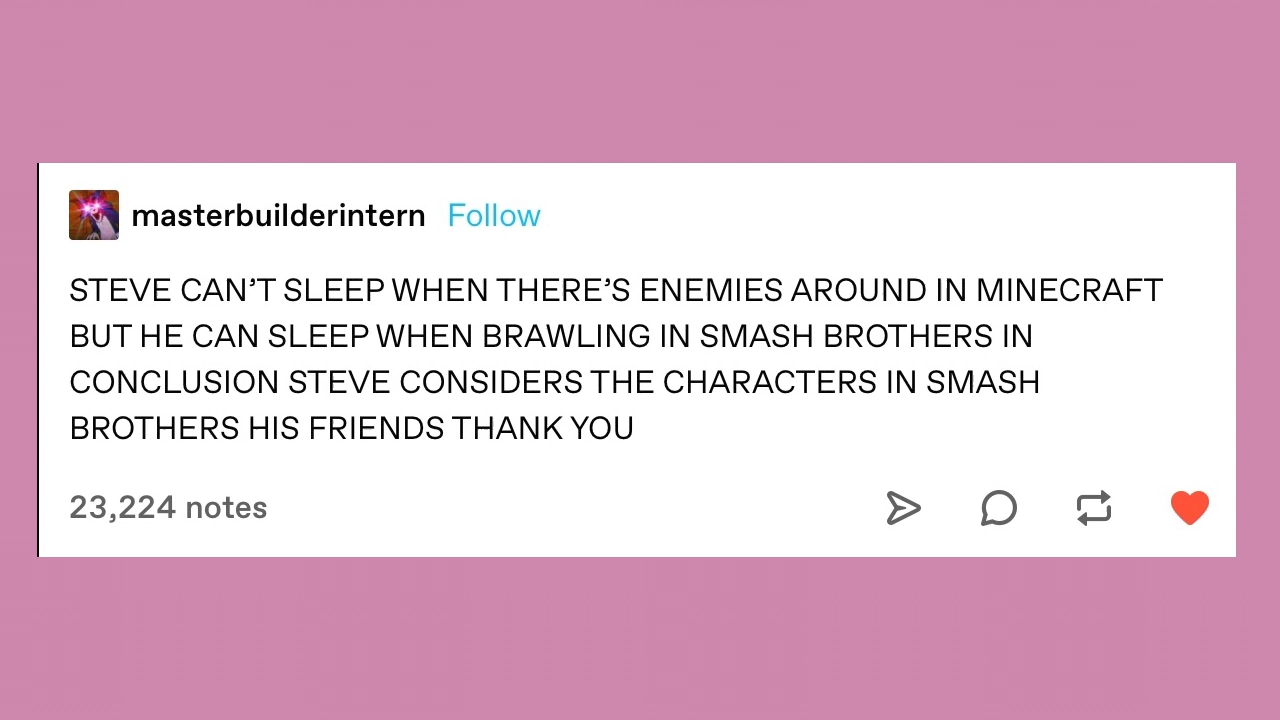 masterbuilderintern Follow
STEVE CAN’T SLEEP WHEN THERE’S ENEMIES AROUND IN MINECRAFT
BUT HE CAN SLEEP WHEN BRAWLING IN SMASH BROTHERS IN
CONCLUSION STEVE CONSIDERS THE CHARACTERS IN SMASH
BROTHERS HIS FRIENDS THANK YOU
23,224 notes